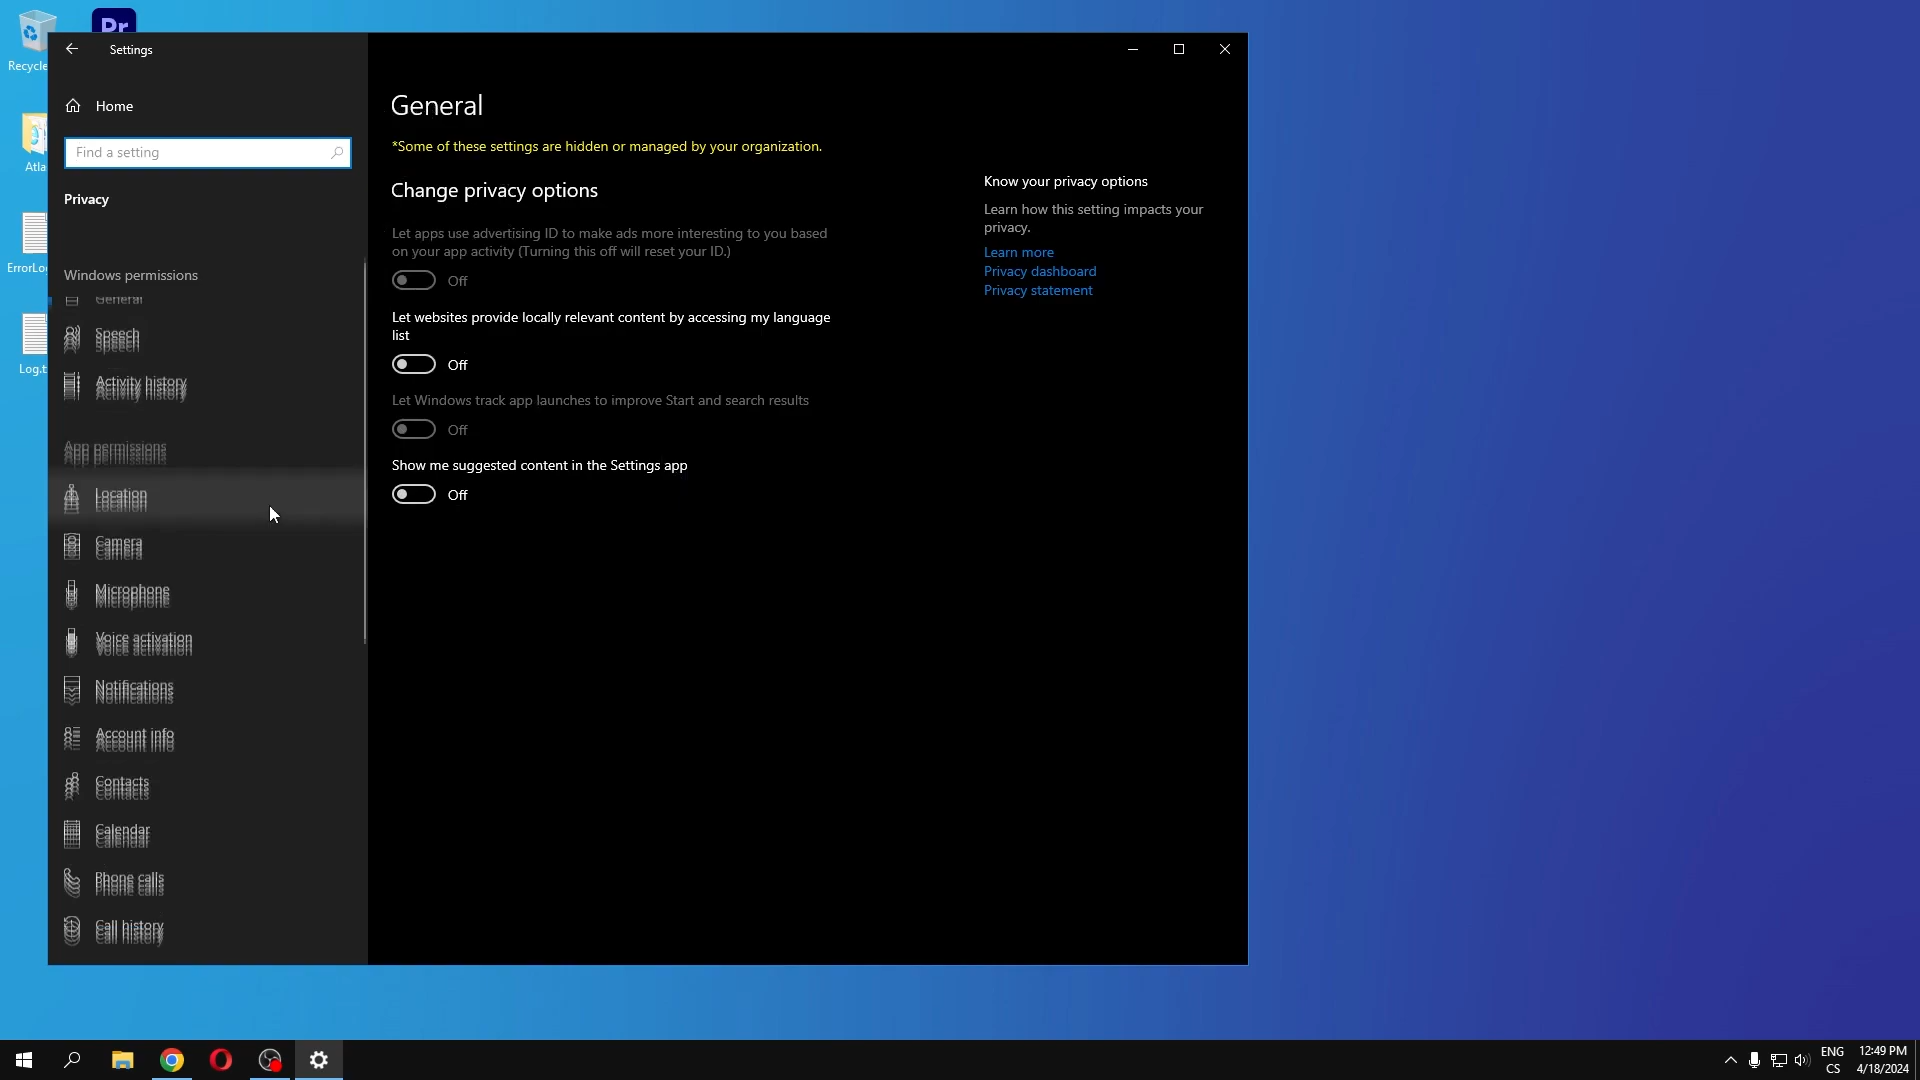 Pr
Recycle
Settings
Home
Find a setting
Privacy
Windows permissions
General
Speech
Activity history
App permissions
Location
Camera
Microphone
Voice activation
Notifications
Account info
Contacts
Calendar
Phone calls
Call history
Atla
ErrorLo
Log.t
General
*Some of these settings are hidden or managed by your organization.
Change privacy options
Let apps use advertising ID to make ads more interesting to you based
on your app activity (Turning this off will reset your ID.)
Off
Let websites provide locally relevant content by accessing my language
list
Off
Let Windows track app launches to improve Start and search results
Off
Show me suggested content in the Settings app
Off
Know your privacy options
Learn how this setting impacts your
privacy.
Learn more
Privacy dashboard
Privacy statement
ENG
CS
12:49 PM
4/18/2024